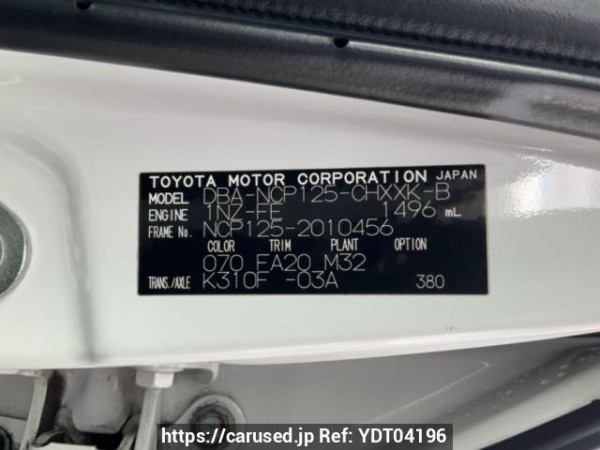 TOYOTA MOTOR CORPORATION JAPAN
MODEL DBA-NCP125-CHXXK-B
ENGINE 1NZ-FE 1496 mL
FRAME No. NCP125-2010456
COLOR TRIM PLANT OPTION
070 FA20 M32
TRANS./AXLE K310F -03A 380
https://carused.jp Ref: YDT04196